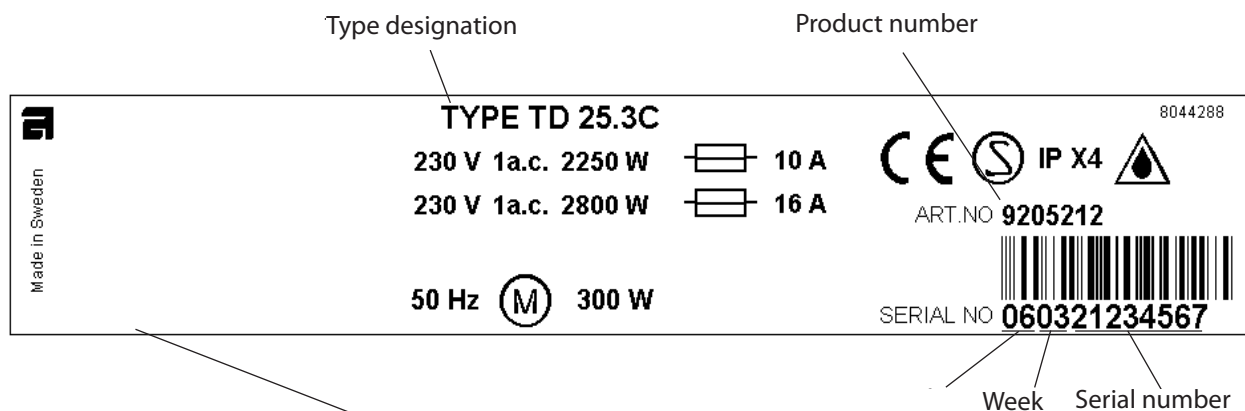 Type designation
Product number
8044288
TYPE TD 25.3C
230 V 1a.c. 2250 W 10 A
230 V 1a.c. 2800 W 16 A
IP X4
ART.NO 9205212
Made in Sweden
50 Hz M 300 W
SERIAL NO 060321234567
Week
Serial number